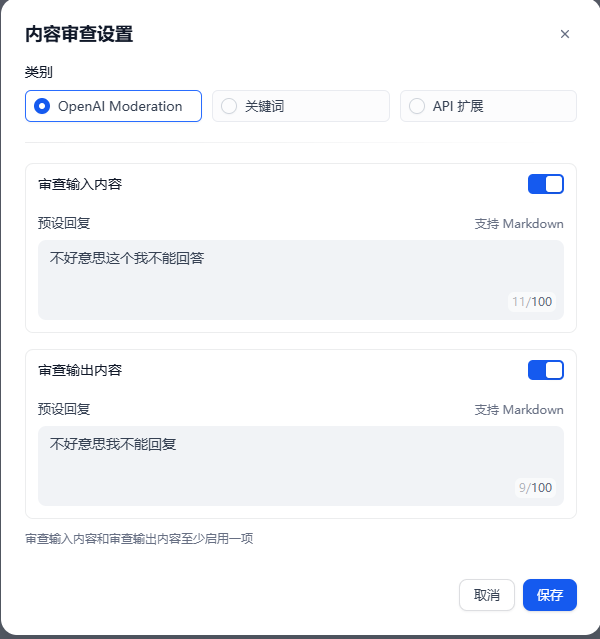 内容审查设置
类别
OpenAI Moderation
关键词
API 扩展
审查输入内容
预设回复
支持 Markdown
不好意思这个我不能回答
11/100
审查输出内容
预设回复
支持 Markdown
不好意思我不能回复
9/100
审查输入内容和审查输出内容至少启用一项
取消
保存